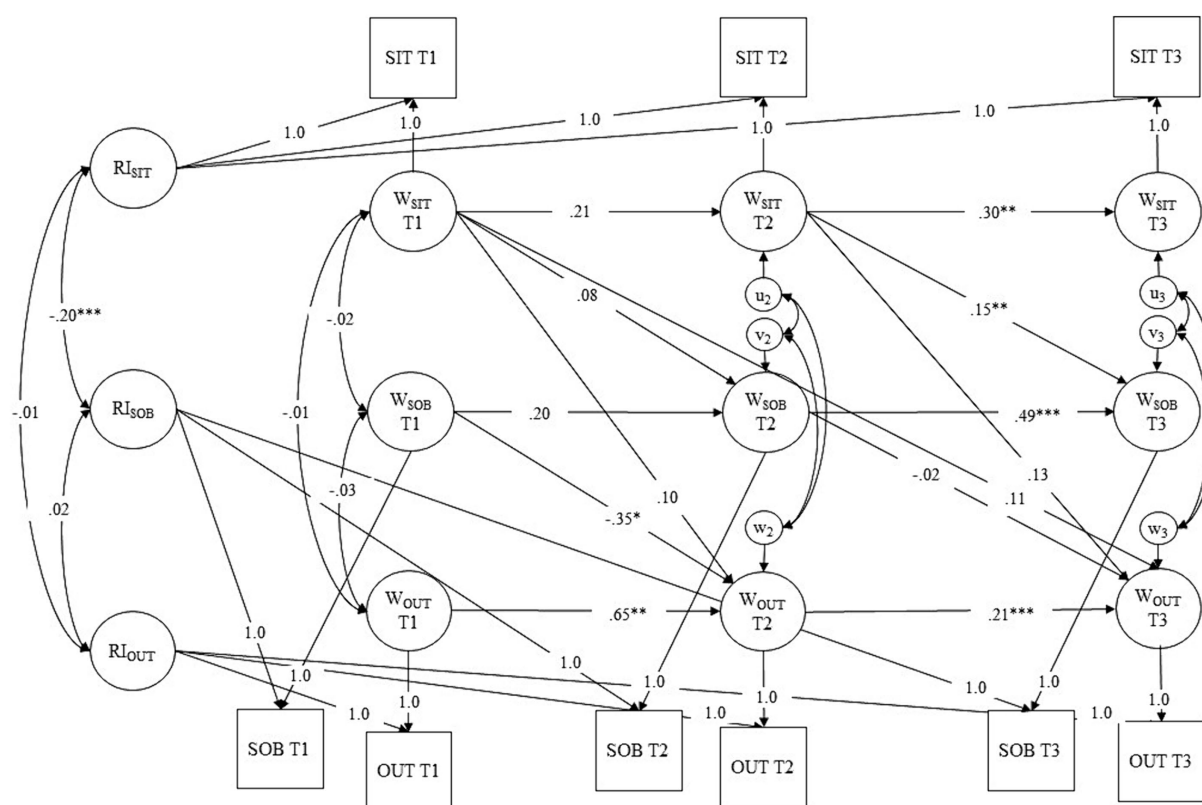 SIT T1
SIT T2
SIT T3
1.0
1.0
1.0
1.0
1.0
1.0
RI_SIT
W_SIT
T1
.21
W_SIT
T2
.30**
W_SIT
T3
.08
u₂
.15**
u₃
-.20***
-.02
v₂
v₃
-.01
RI_SOB
-.01
W_SOB
T1
.20
W_SOB
T2
.49***
W_SOB
T3
-.02
.13
.02
-.03
.10
.11
-.35*
w₂
w₃
W_OUT
T1
.65**
W_OUT
T2
.21***
W_OUT
T3
RI_OUT
1.0
1.0
1.0
1.0
1.0
1.0
1.0
1.0
1.0
1.0
1.0
1.0
SOB T1
OUT T1
SOB T2
OUT T2
SOB T3
OUT T3